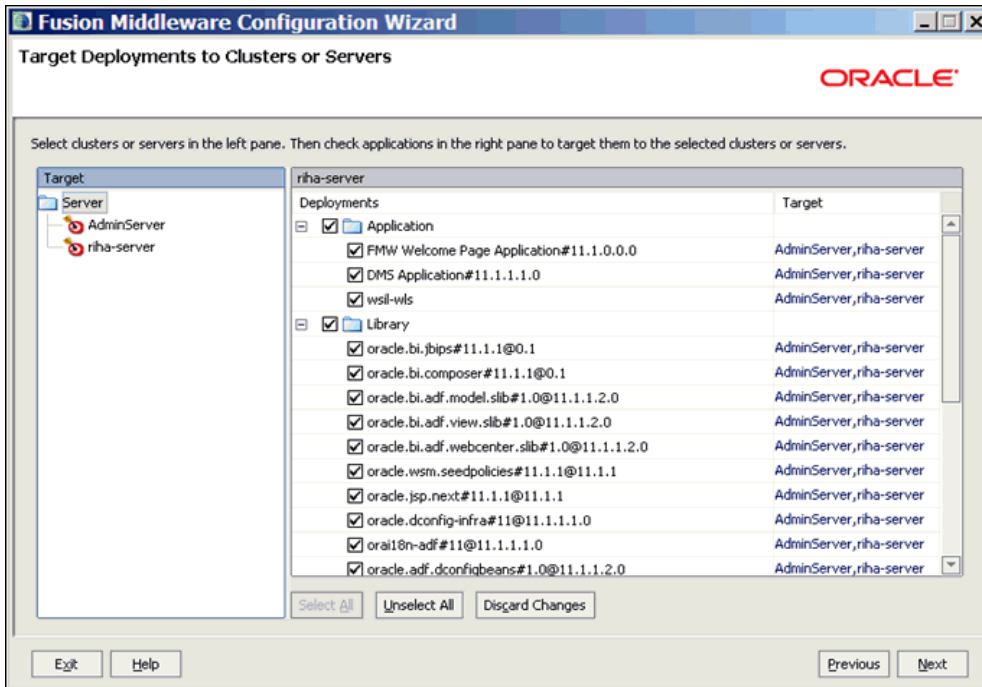 Fusion Middleware Configuration Wizard
Target Deployments to Clusters or Servers
ORACLE
Select clusters or servers in the left pane. Then check applications in the right pane to target them to the selected clusters or servers.
Target
Server
AdminServer
riha-server
riha-server
Deployments Target
Application
FMW Welcome Page Application#11.1.0.0.0 AdminServer,riha-server
DMS Application#11.1.1.1.0 AdminServer,riha-server
wsil-wls AdminServer,riha-server
Library
oracle.bi.jbips#11.1.1@0.1 AdminServer,riha-server
oracle.bi.composer#11.1.1@0.1 AdminServer,riha-server
oracle.bi.adf.model.slib#1.0@11.1.1.2.0 AdminServer,riha-server
oracle.bi.adf.view.slib#1.0@11.1.1.2.0 AdminServer,riha-server
oracle.bi.adf.webcenter.slib#1.0@11.1.1.2.0 AdminServer,riha-server
oracle.wsm.seedpolicies#11.1.1@11.1.1 AdminServer,riha-server
oracle.jsp.next#11.1.1@11.1.1 AdminServer,riha-server
oracle.dconfig-infra#11@11.1.1.1.0 AdminServer,riha-server
orai18n-adf#11@11.1.1.1.0 AdminServer,riha-server
oracle.adf.dconfigbeans#1.0@11.1.1.2.0 AdminServer,riha-server
Select All Unselect All Discard Changes
Exit Help Previous Next